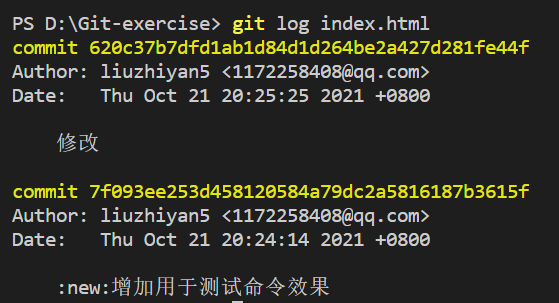 PS D:\Git-exercise> git log index.html
commit 620c37b7dfd1ab1d84d1d264be2a427d281fe44f
Author: liuzhiyan5 <1172258408@qq.com>
Date:   Thu Oct 21 20:25:25 2021 +0800
修改
commit 7f093ee253d458120584a79dc2a5816187b3615f
Author: liuzhiyan5 <1172258408@qq.com>
Date:   Thu Oct 21 20:24:14 2021 +0800
:new:增加用于测试命令效果